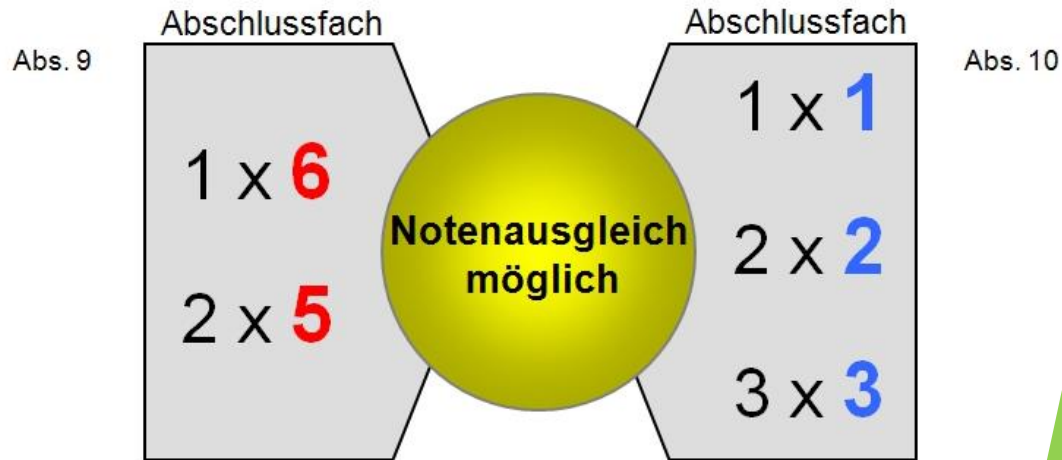 Abschlussfach
Abs. 9
1 x 6
2 x 5
Notenausgleich
möglich
Abschlussfach
Abs. 10
1 x 1
2 x 2
3 x 3